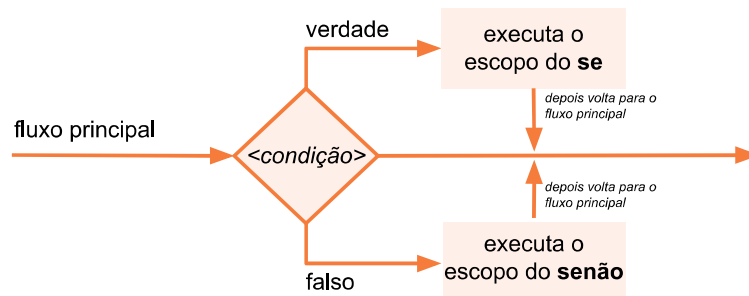 verdade
executa o
escopo do se
depois volta para o
fluxo principal
fluxo principal
<condição>
depois volta para o
fluxo principal
executa o
escopo do senão
falso